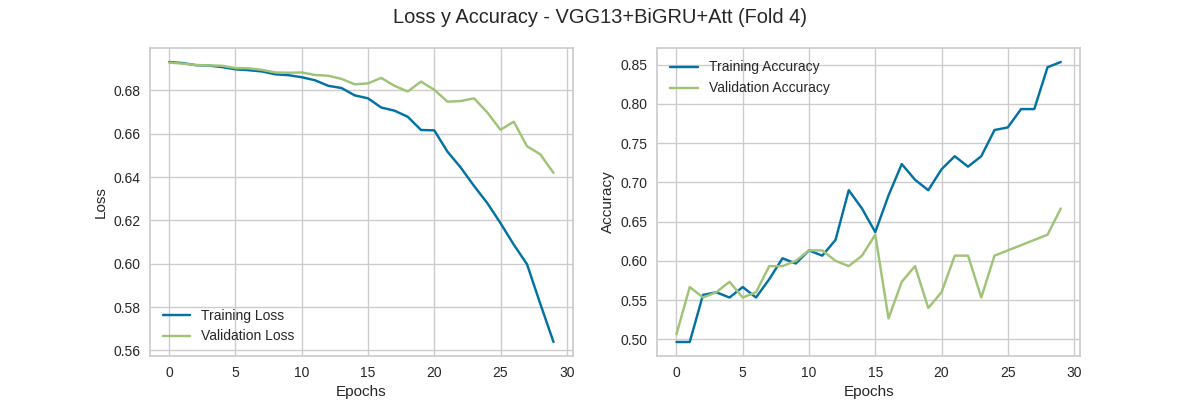 Loss y Accuracy - VGG13+BiGRU+Att (Fold 4)
0.68
0.66
0.64
0.62
0.60
0.58
0.56
Loss
Training Loss
Validation Loss
0 5 10 15 20 25 30
Epochs
0.85
0.80
0.75
0.70
0.65
0.60
0.55
0.50
Accuracy
Training Accuracy
Validation Accuracy
0 5 10 15 20 25 30
Epochs